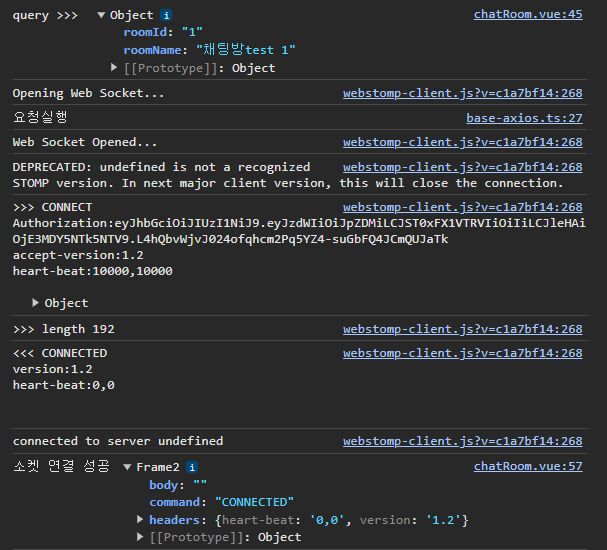 query >>> ▼ Object i chatRoom.vue:45
roomId: "1"
roomName: "채팅방test 1"
▶ [[Prototype]]: Object
Opening Web Socket... webstomp-client.js?v=c1a7bf14:268
요청실행 base-axios.ts:27
Web Socket Opened... webstomp-client.js?v=c1a7bf14:268
DEPRECATED: undefined is not a recognized webstomp-client.js?v=c1a7bf14:268
STOMP version. In next major client version, this will close the connection.
>>> CONNECT webstomp-client.js?v=c1a7bf14:268
Authorization:eyJhbGciOiJIUzI1NiJ9.eyJzdWIiOiJpZDMiLCJST0xFX1VTRVIiOiIiLCJleHAi
OjE3MDY5NTk5NTV9.L4hQbvWjvJ024ofqhcm2Pq5YZ4-suGbFQ4JCmQUJaTk
accept-version:1.2
heart-beat:10000,10000
▶ Object
>>> length 192 webstomp-client.js?v=c1a7bf14:268
<<< CONNECTED webstomp-client.js?v=c1a7bf14:268
version:1.2
heart-beat:0,0
connected to server undefined webstomp-client.js?v=c1a7bf14:268
소켓 연결 성공 ▼ Frame2 i chatRoom.vue:57
body: ""
command: "CONNECTED"
▶ headers: {heart-beat: '0,0', version: '1.2'}
▶ [[Prototype]]: Object